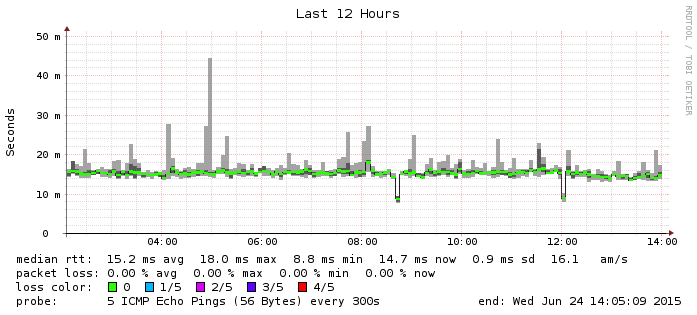 Last 12 Hours
RRDTOOL / TOBI OETIKER
Seconds
50 m
40 m
30 m
20 m
10 m
0
04:00 06:00 08:00 10:00 12:00 14:00
median rtt: 15.2 ms avg 18.0 ms max 8.8 ms min 14.7 ms now 0.9 ms sd 16.1 am/s
packet loss: 0.00 % avg 0.00 % max 0.00 % min 0.00 % now
loss color: 0 1/5 2/5 3/5 4/5
probe: 5 ICMP Echo Pings (56 Bytes) every 300s end: Wed Jun 24 14:05:09 2015